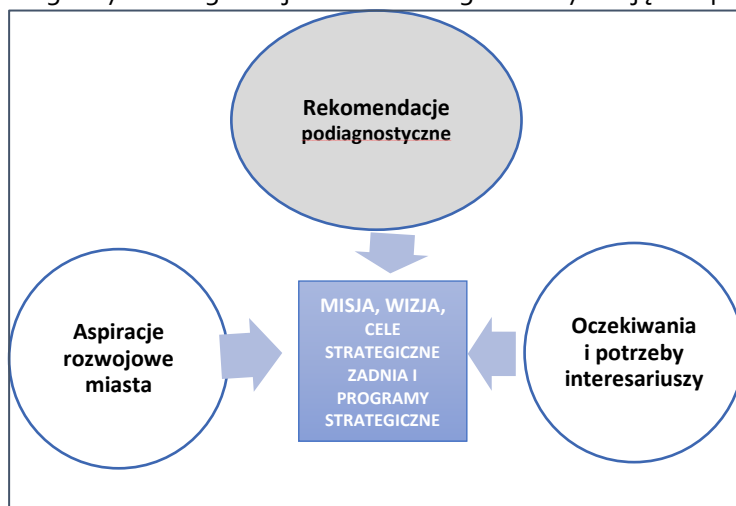 Rekomendacje
podiagnostyczne
MISJA, WIZJA,
CELE
STRATEGICZNE
ZADNIA I
PROGRAMY
STRATEGICZNE
Aspiracje
rozwojowe
miasta
Oczekiwania
i potrzeby
interesariuszy